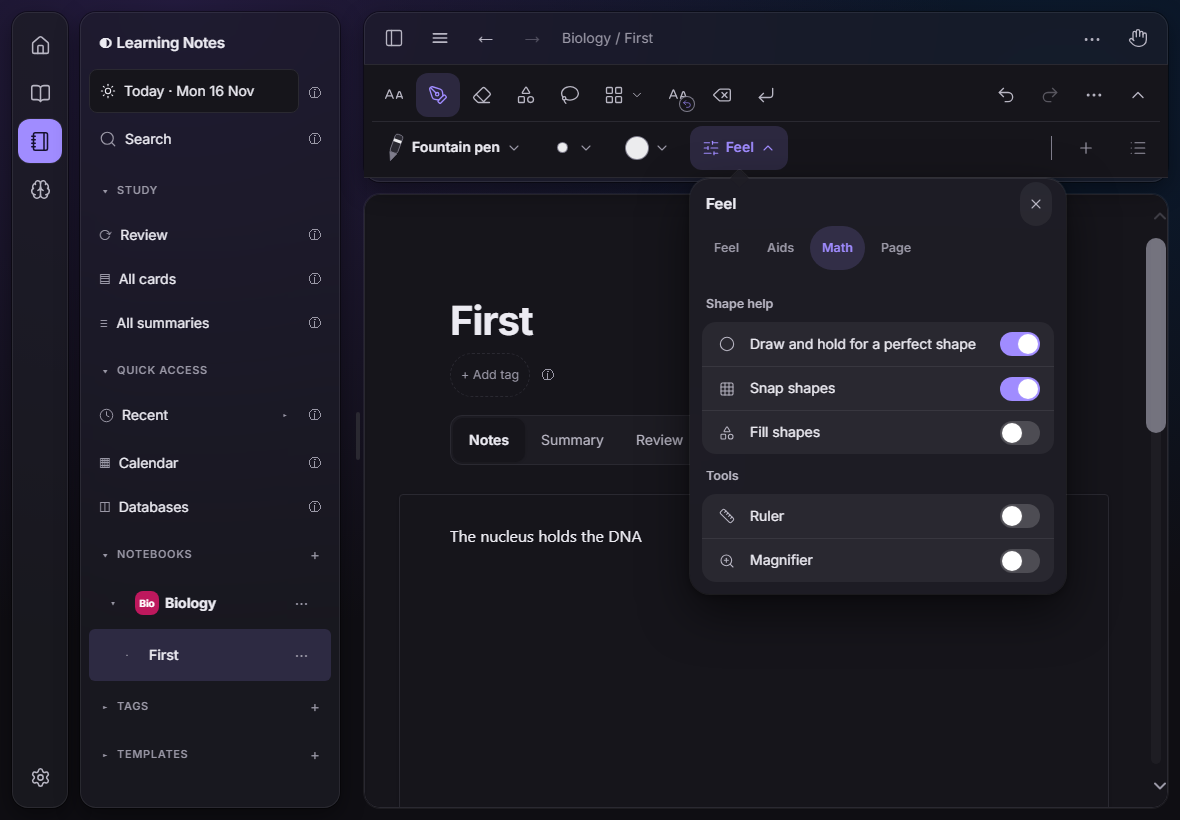 Learning Notes
Today · Mon 16 Nov
Search
STUDY
Review
All cards
All summaries
QUICK ACCESS
Recent
Calendar
Databases
NOTEBOOKS
Bio Biology
First
TAGS
TEMPLATES
Biology / First
AA
Fountain pen
Feel
Feel
Feel Aids Math Page
Shape help
Draw and hold for a perfect shape
Snap shapes
Fill shapes
Tools
Ruler
Magnifier
First
+ Add tag
Notes Summary Review
The nucleus holds the DNA